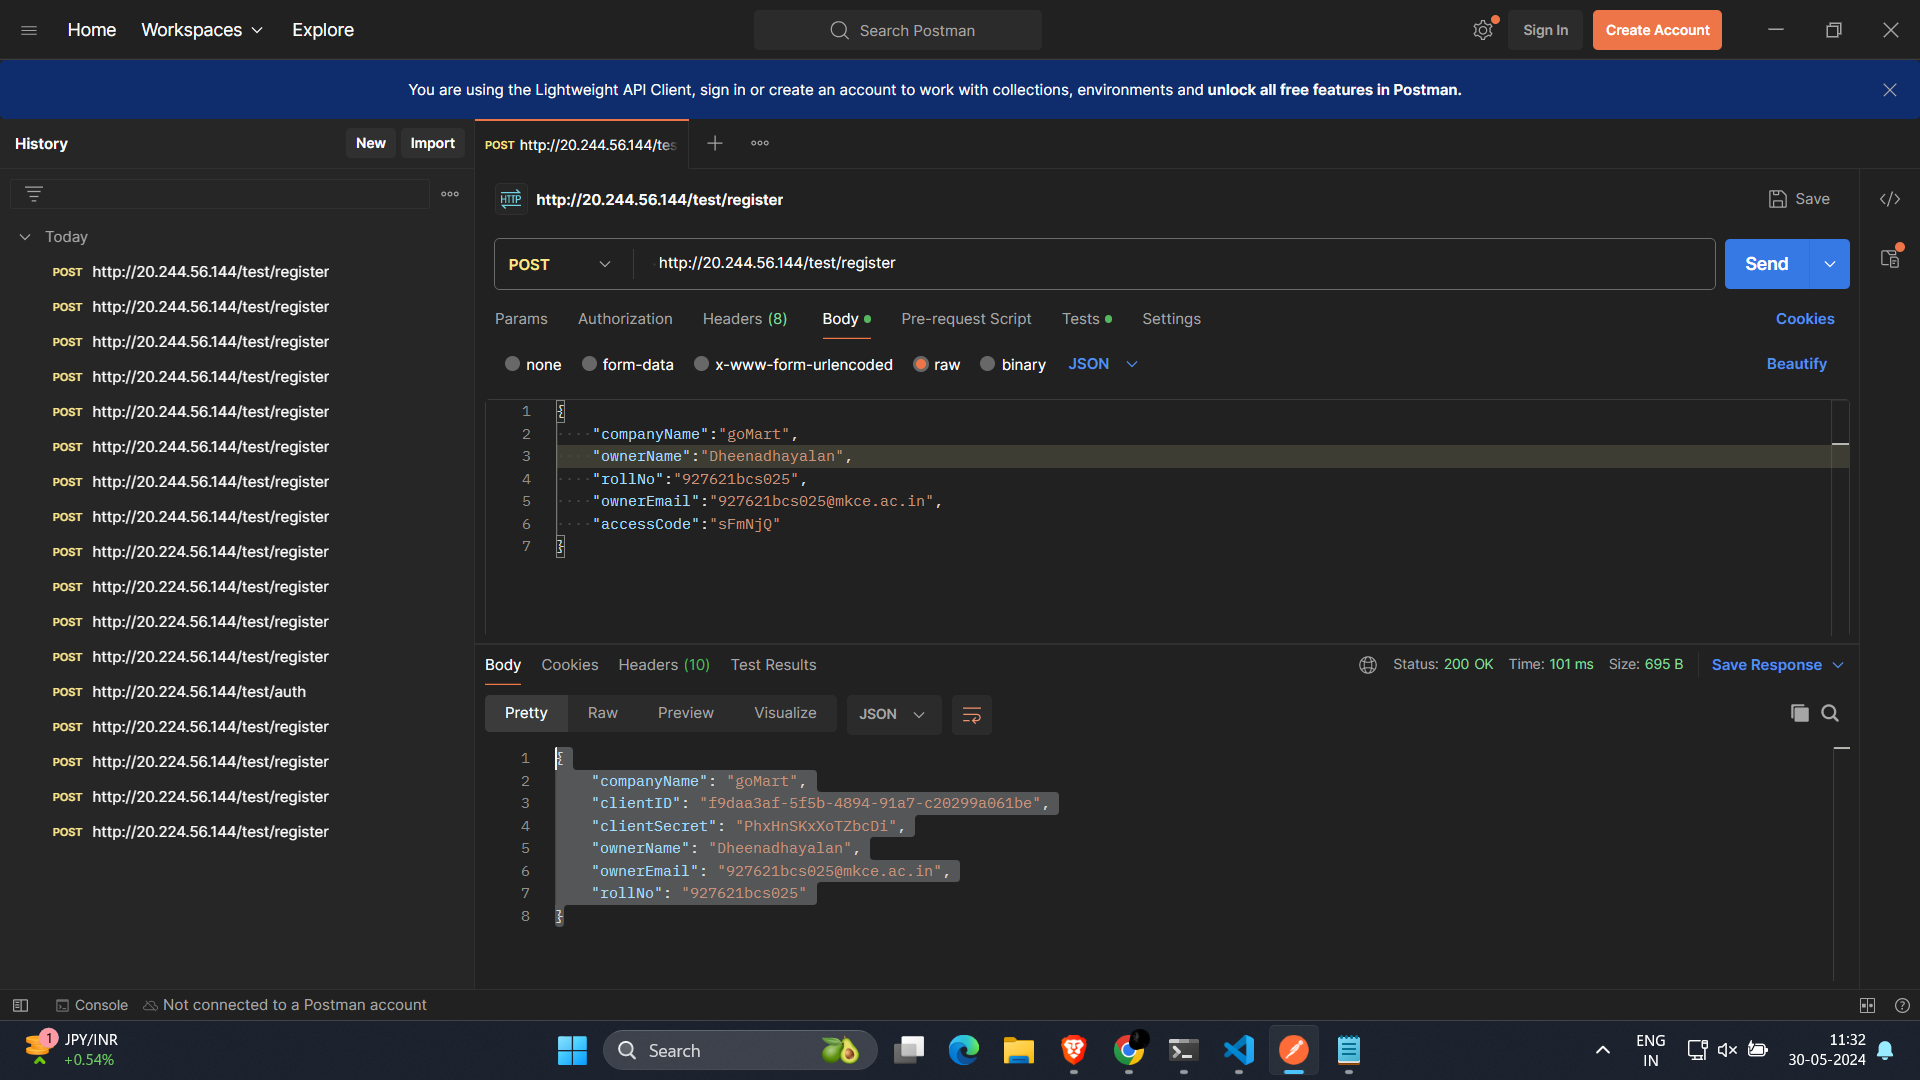 Home Workspaces Explore Search Postman Sign In Create Account
You are using the Lightweight API Client, sign in or create an account to work with collections, environments and unlock all free features in Postman.
History New Import
Today
POST http://20.244.56.144/test/register
POST http://20.244.56.144/test/register
POST http://20.244.56.144/test/register
POST http://20.244.56.144/test/register
POST http://20.244.56.144/test/register
POST http://20.244.56.144/test/register
POST http://20.244.56.144/test/register
POST http://20.244.56.144/test/register
POST http://20.224.56.144/test/register
POST http://20.224.56.144/test/register
POST http://20.224.56.144/test/register
POST http://20.224.56.144/test/register
POST http://20.224.56.144/test/auth
POST http://20.224.56.144/test/register
POST http://20.224.56.144/test/register
POST http://20.224.56.144/test/register
POST http://20.224.56.144/test/register
POST http://20.244.56.144/tes
HTTP http://20.244.56.144/test/register Save
POST http://20.244.56.144/test/register Send
Params Authorization Headers (8) Body Pre-request Script Tests Settings Cookies
none form-data x-www-form-urlencoded raw binary JSON Beautify
1 {
2 "companyName":"goMart",
3 "ownerName":"Dheenadhayalan",
4 "rollNo":"927621bcs025",
5 "ownerEmail":"927621bcs025@mkce.ac.in",
6 "accessCode":"sFmNjQ"
7 }
Body Cookies Headers (10) Test Results Status: 200 OK Time: 101 ms Size: 695 B Save Response
Pretty Raw Preview Visualize JSON
1 {
2 "companyName": "goMart",
3 "clientID": "f9daa3af-5f5b-4894-91a7-c20299a061be",
4 "clientSecret": "PhxHnSKxXoTZbcDi",
5 "ownerName": "Dheenadhayalan",
6 "ownerEmail": "927621bcs025@mkce.ac.in",
7 "rollNo": "927621bcs025"
8 }
Console Not connected to a Postman account
1 JPY/INR
+0.54%
Search
ENG
IN
11:32
30-05-2024